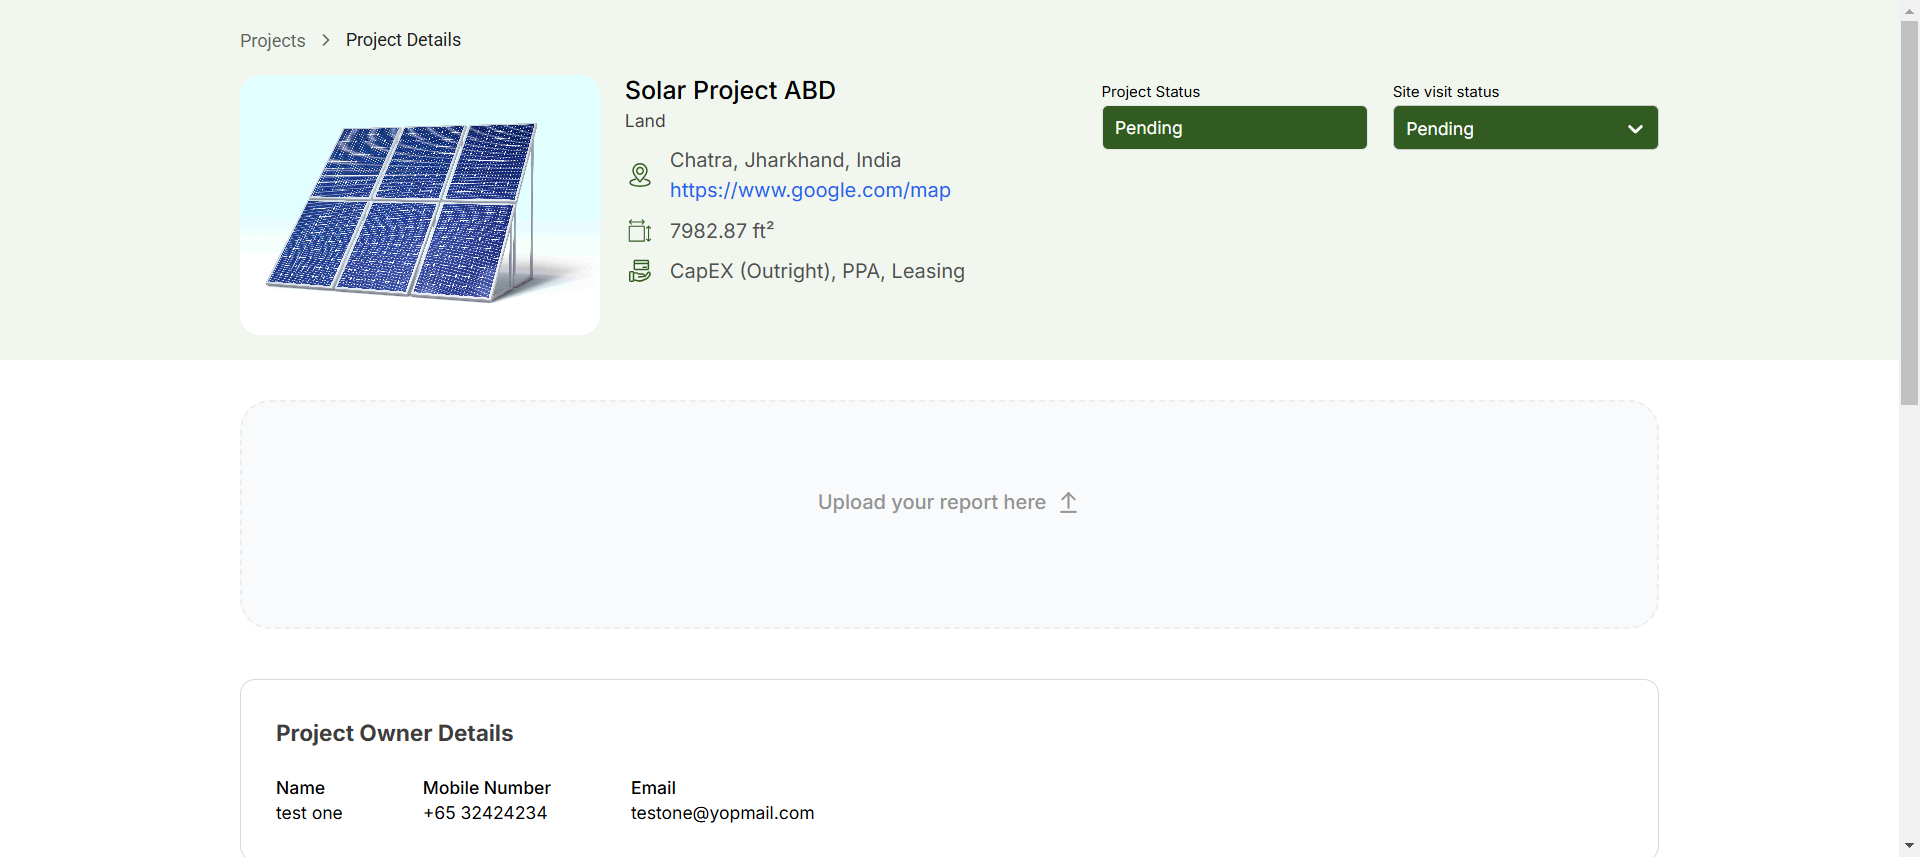 Projects > Project Details
Solar Project ABD
Land
Chatra, Jharkhand, India
https://www.google.com/map
7982.87 ft²
CapEX (Outright), PPA, Leasing
Project Status
Pending
Site visit status
Pending
Upload your report here
Project Owner Details
Name Mobile Number Email
test one +65 32424234 testone@yopmail.com